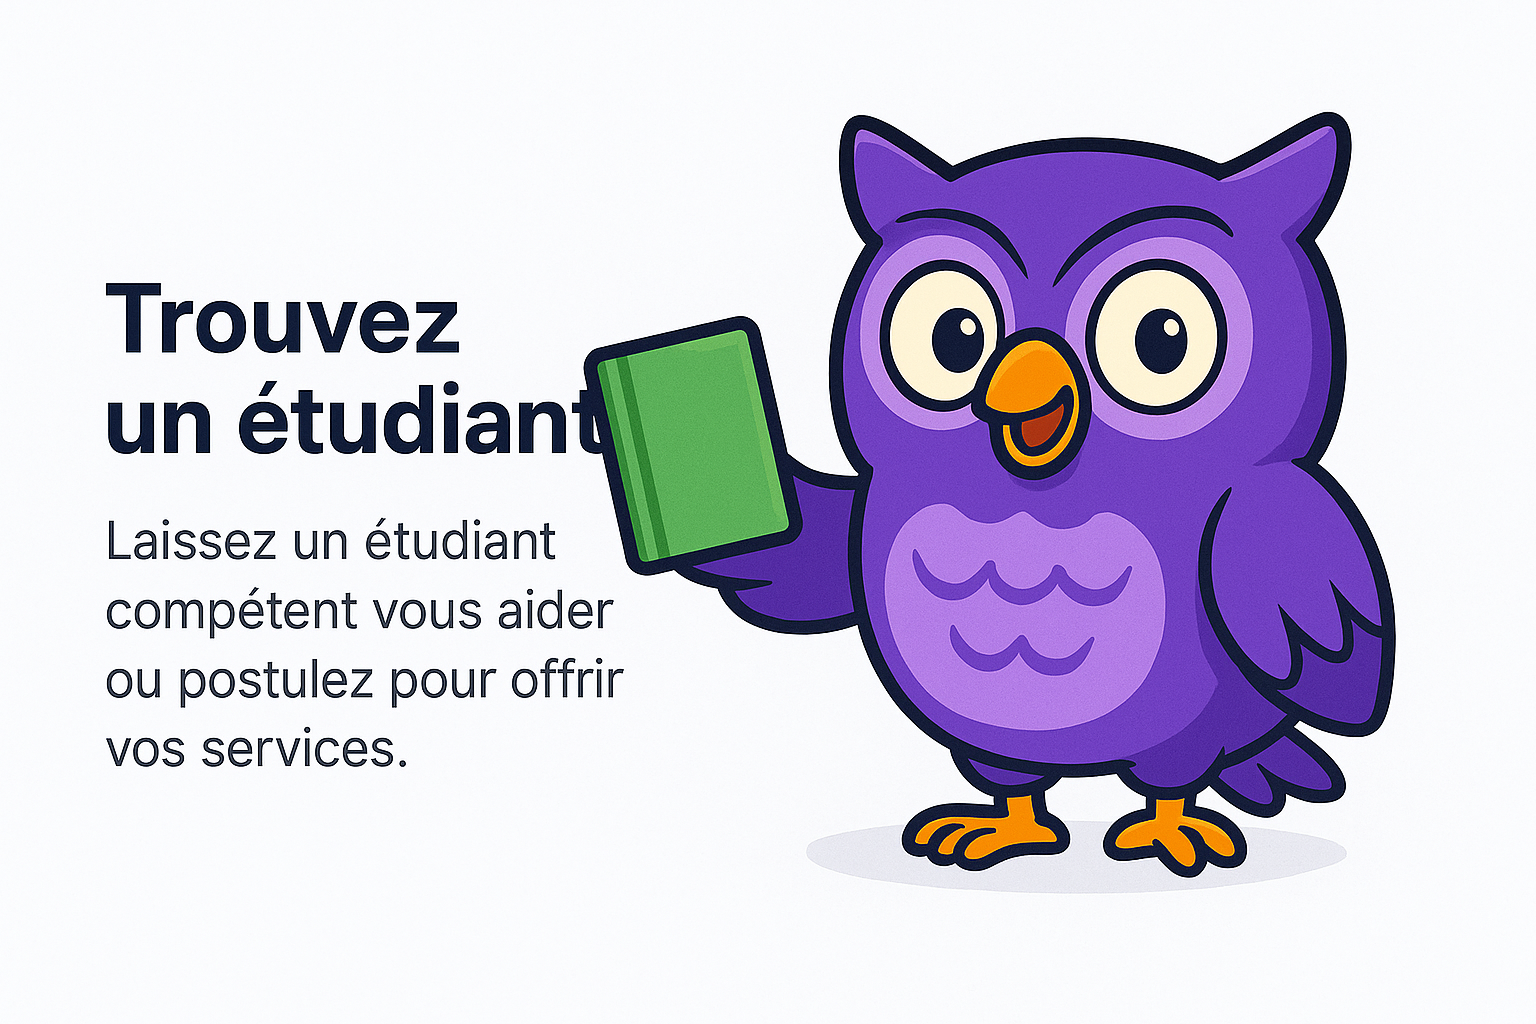 Trouvez
un étudiant
Laissez un étudiant
compétent vous aider
ou postulez pour offrir
vos services.